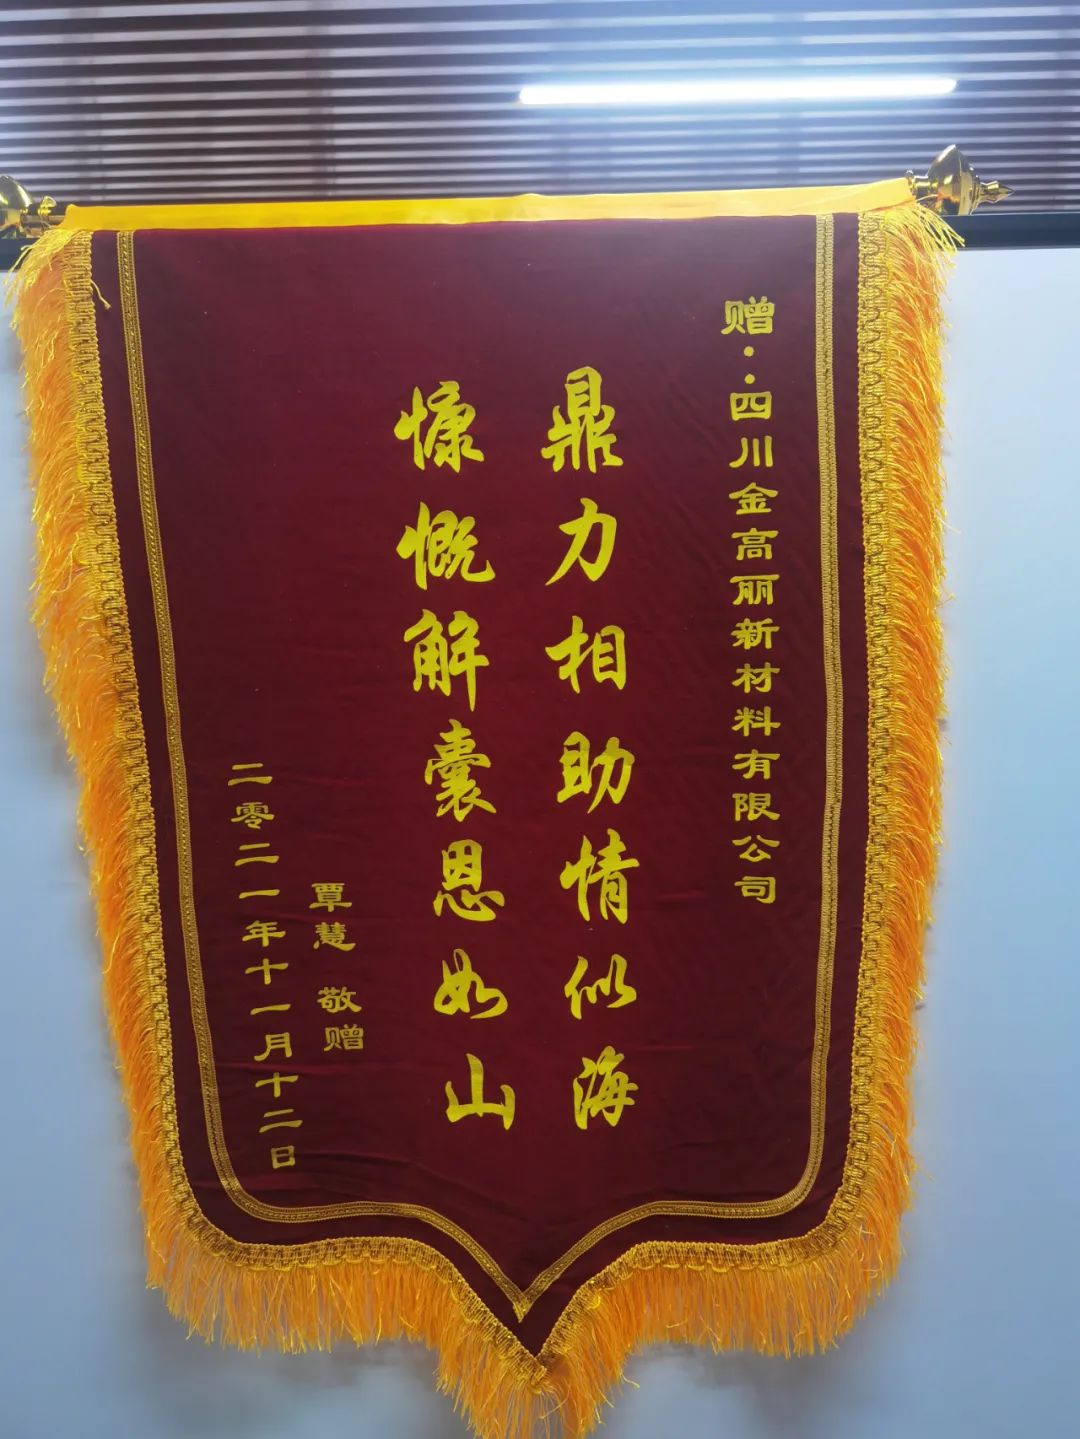 赠：四川金高丽新材料有限公司
鼎力相助情似海
慷慨解囊恩如山
覃慧 敬赠
二零二一年十一月十二日